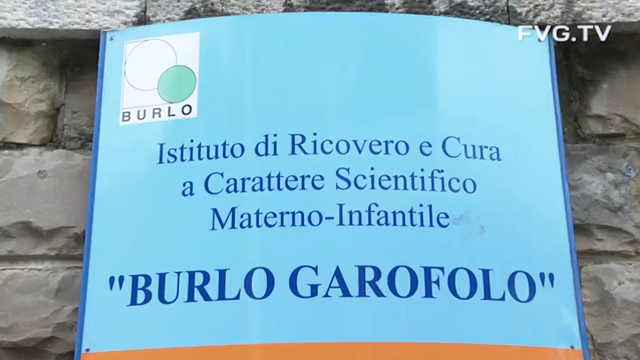 FVG.TV
BURLO
Istituto di Ricovero e Cura
a Carattere Scientifico
Materno-Infantile
"BURLO GAROFOLO"